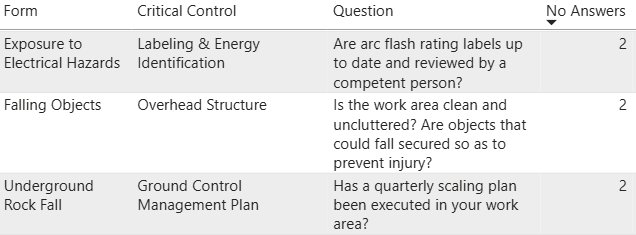 Form Critical Control Question No Answers
Exposure to Electrical Hazards
Labeling & Energy Identification
Are arc flash rating labels up to date and reviewed by a competent person?
2
Falling Objects
Overhead Structure
Is the work area clean and uncluttered? Are objects that could fall secured so as to prevent injury?
2
Underground Rock Fall
Ground Control Management Plan
Has a quarterly scaling plan been executed in your work area?
2